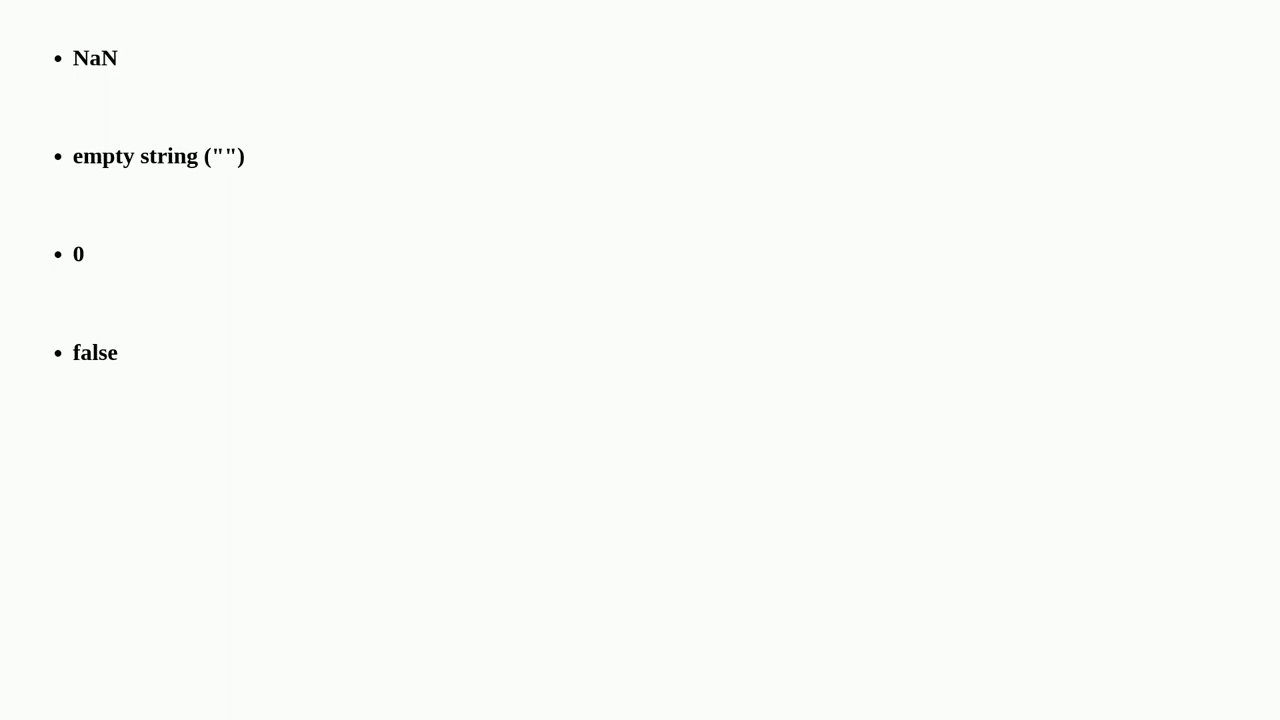 • NaN
• empty string ("")
• 0
• false